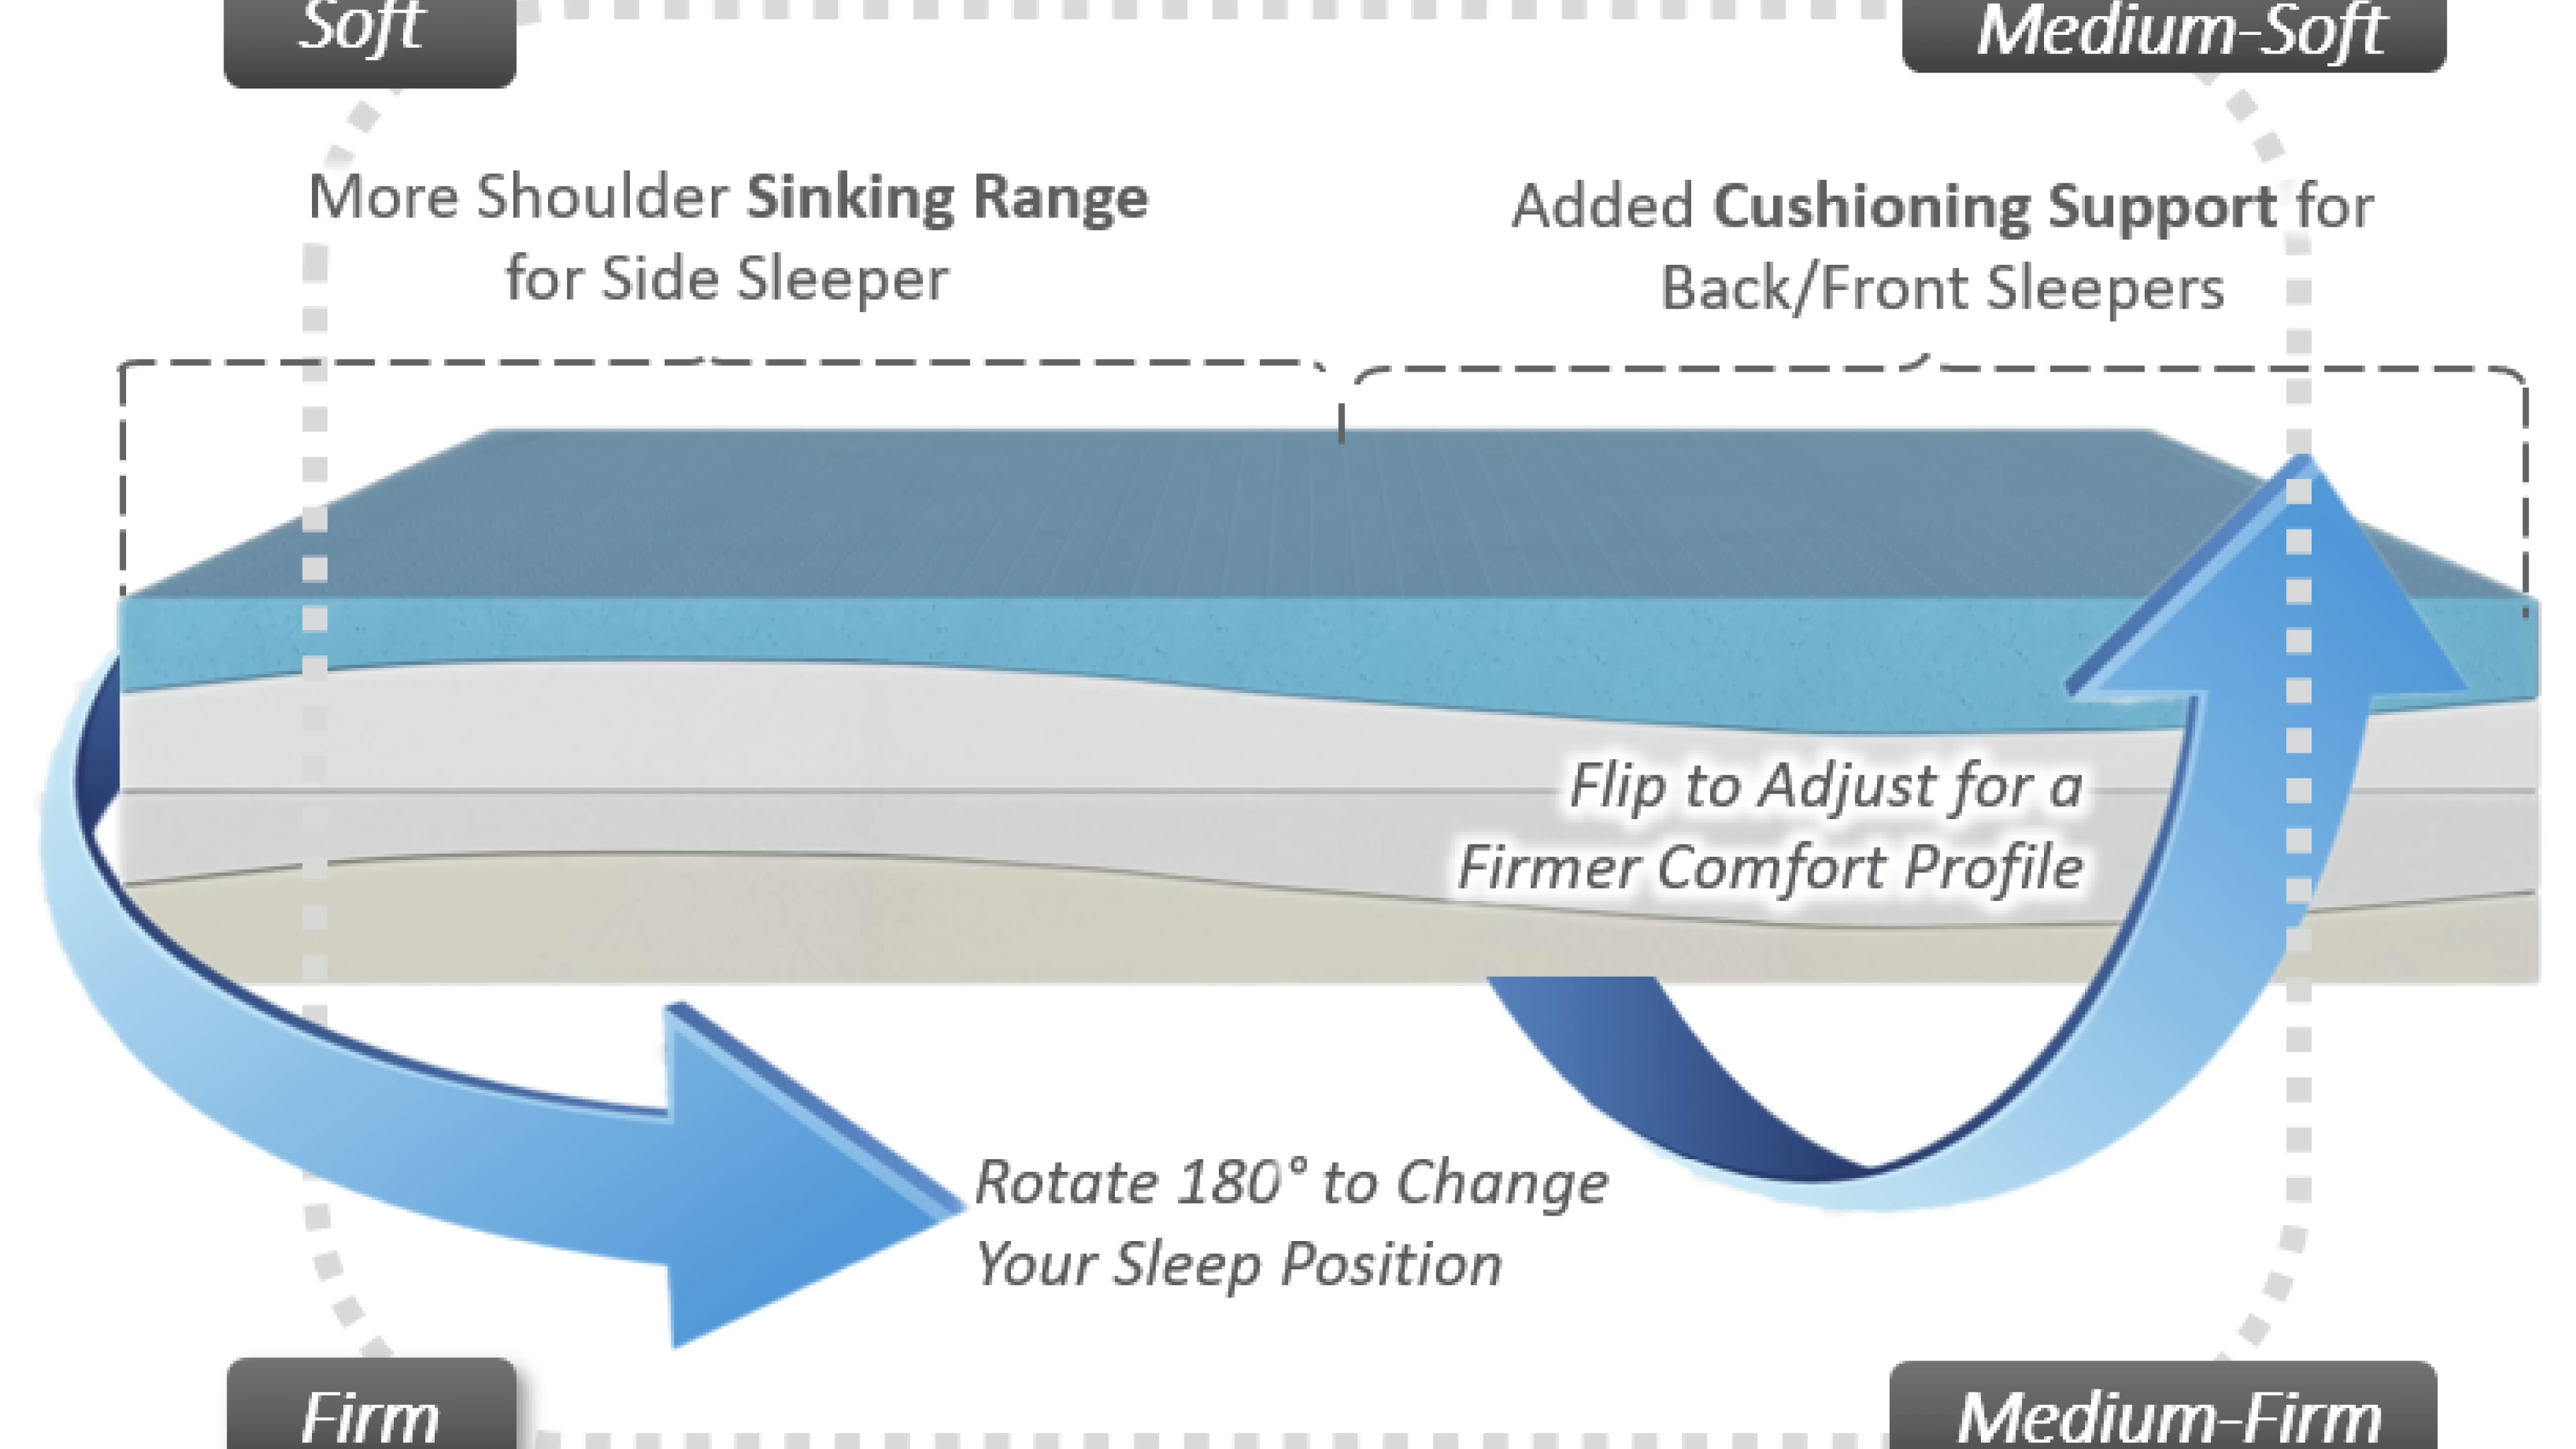 Soft
Medium-Soft
More Shoulder Sinking Range
for Side Sleeper
Added Cushioning Support for
Back/Front Sleepers
Flip to Adjust for a
Firmer Comfort Profile
Rotate 180° to Change
Your Sleep Position
Firm
Medium-Firm